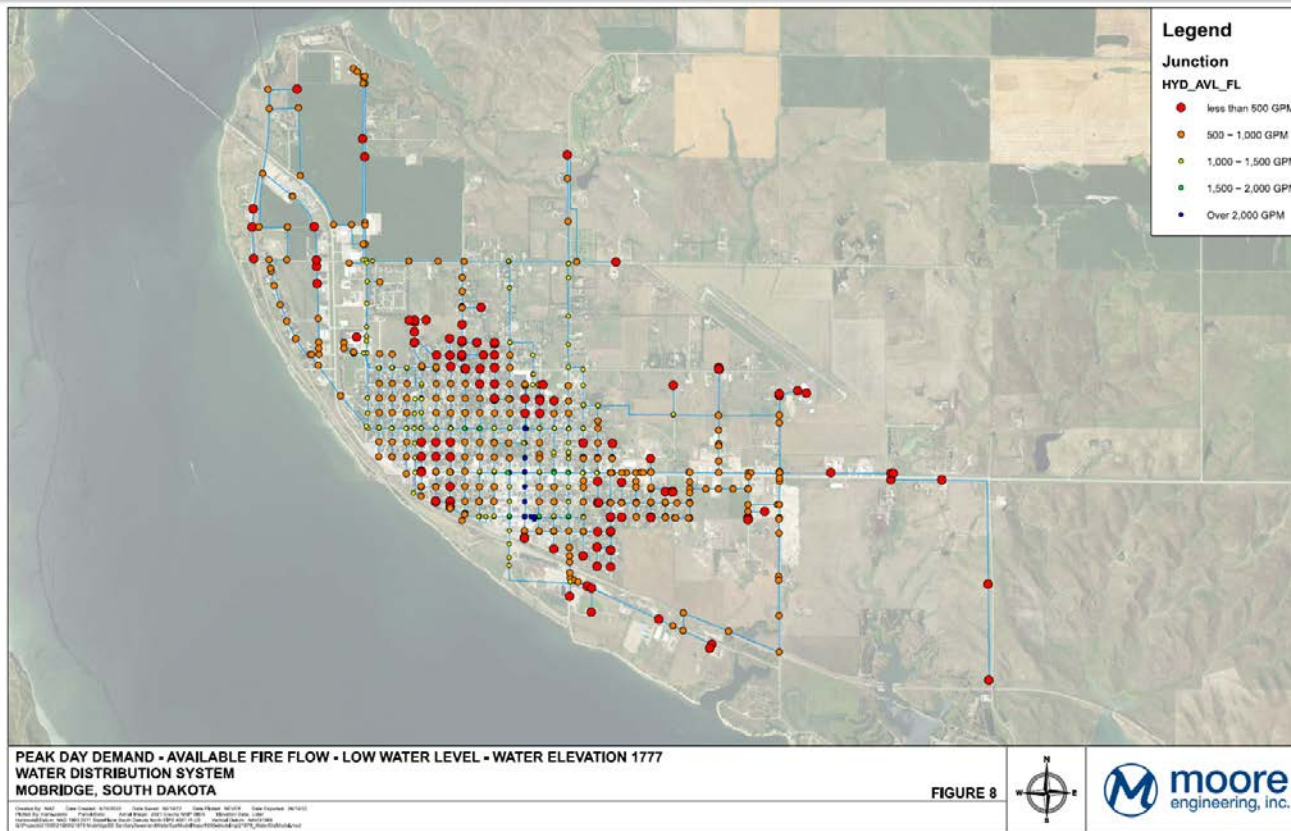 Legend
Junction
HYD_AVL_FL
less than 500 GPM
500 – 1,000 GPM
1,000 – 1,500 GPM
1,500 – 2,000 GPM
Over 2,000 GPM
PEAK DAY DEMAND - AVAILABLE FIRE FLOW - LOW WATER LEVEL - WATER ELEVATION 1777
WATER DISTRIBUTION SYSTEM
MOBRIDGE, SOUTH DAKOTA
FIGURE 8
N
W
E
S
moore
engineering, inc.